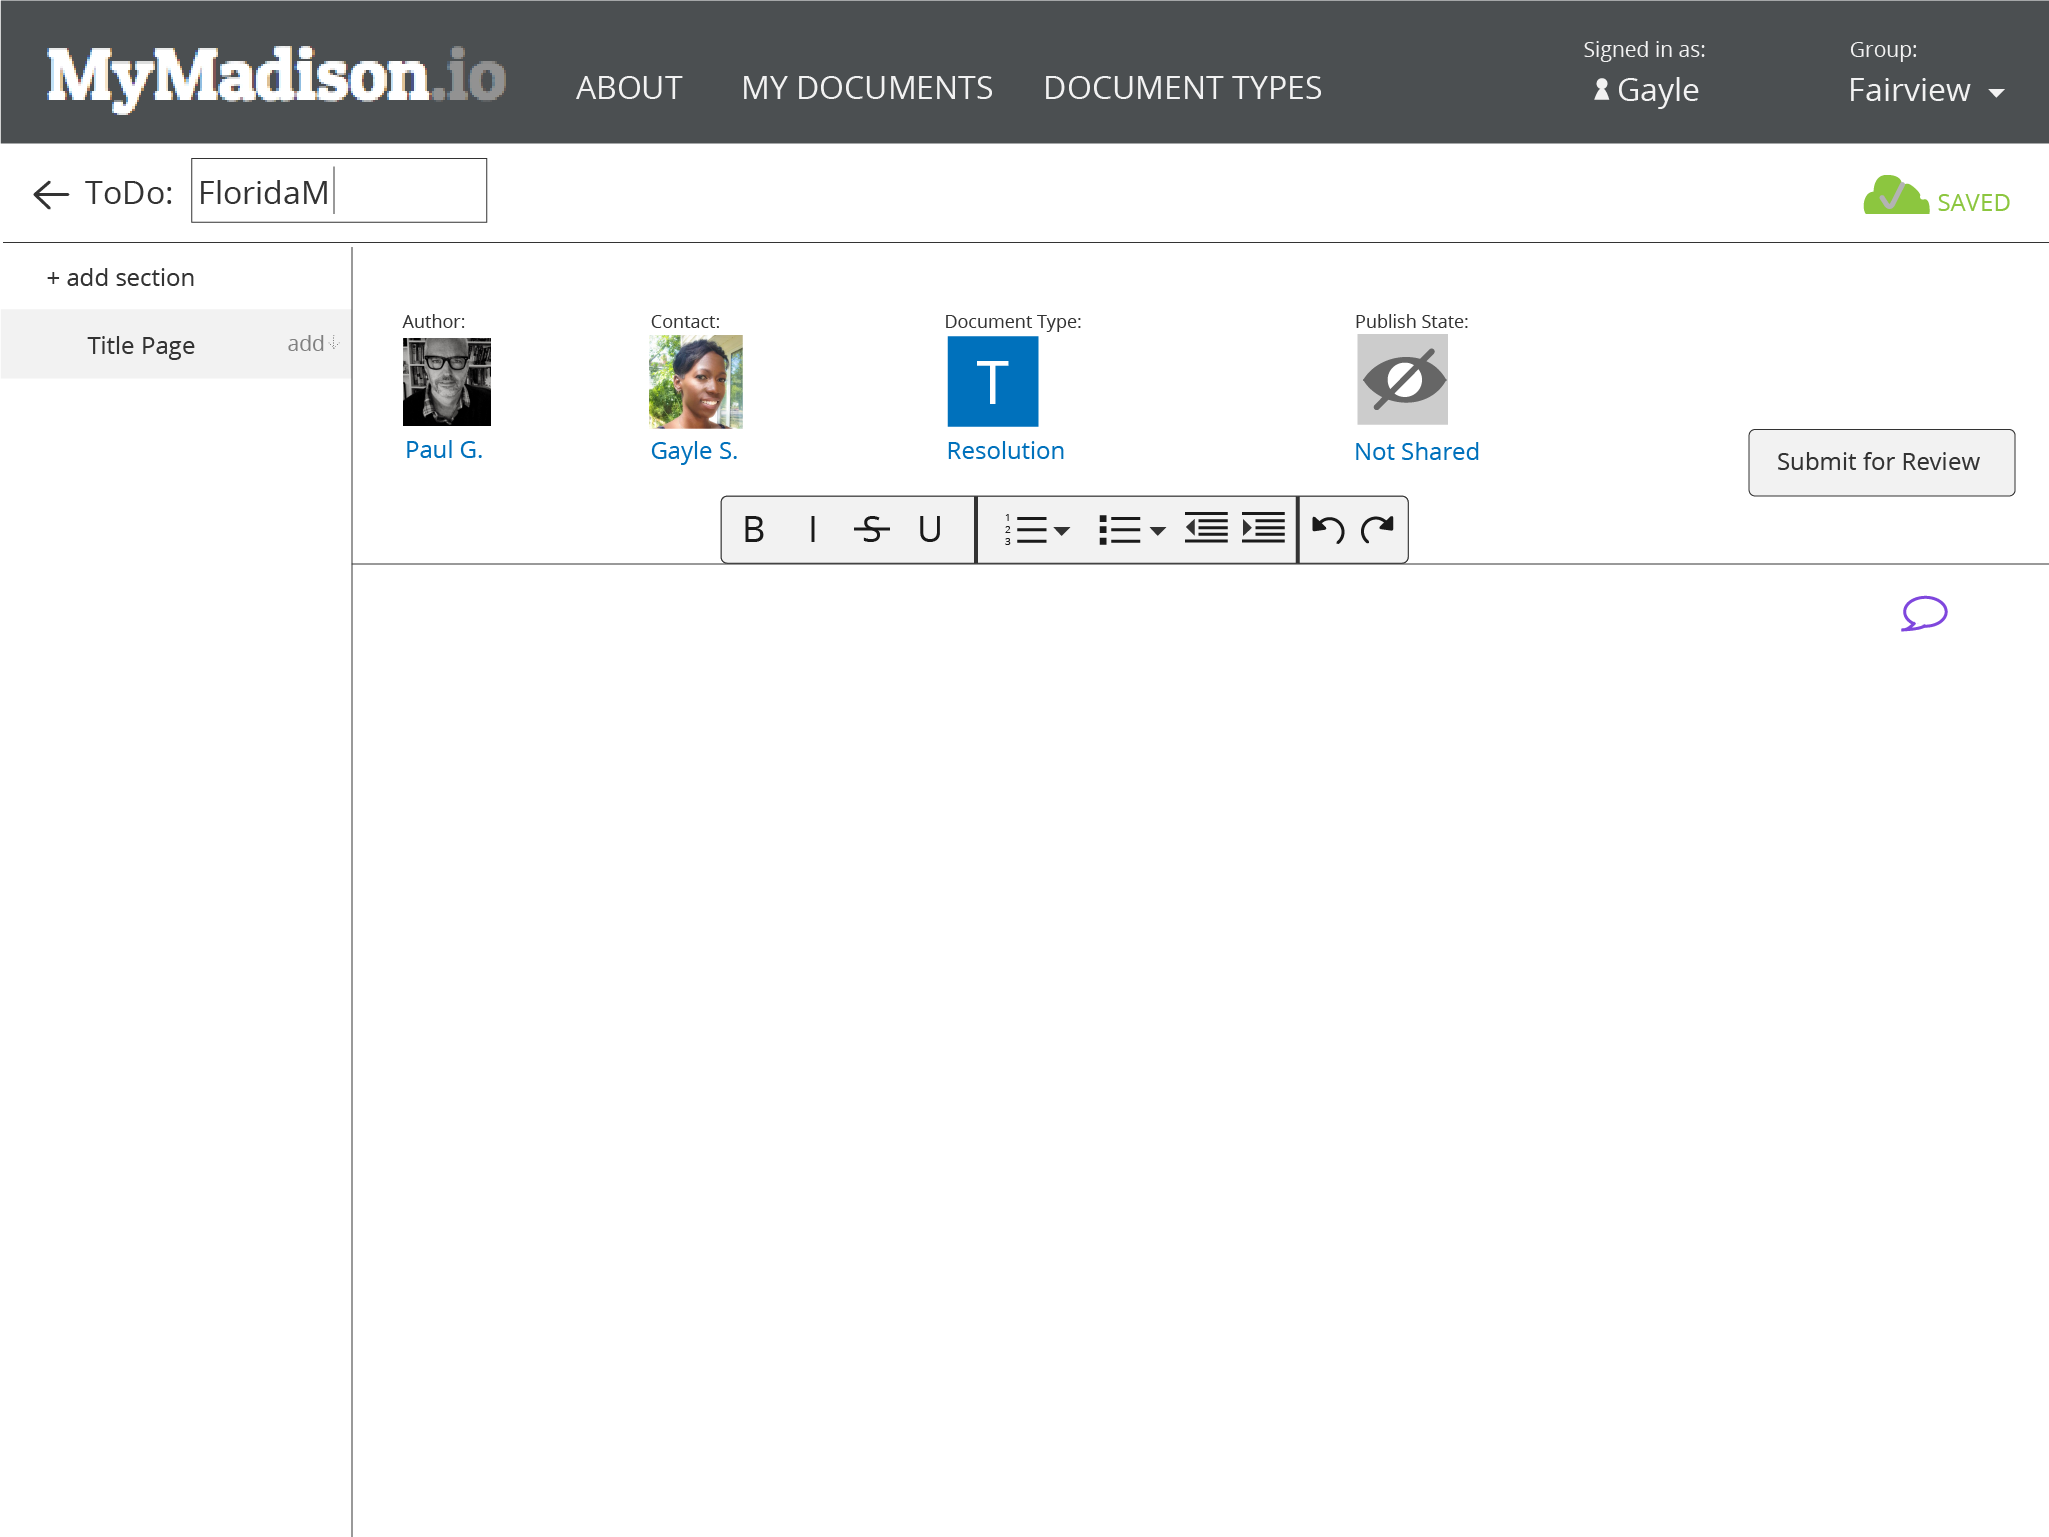 MyMadison.io
ABOUT MY DOCUMENTS DOCUMENT TYPES
Signed in as:
Gayle
Group:
Fairview
ToDo: FloridaM
SAVED
+ add section
Title Page add
Author:
Paul G.
Contact:
Gayle S.
Document Type:
T
Resolution
Publish State:
Not Shared
Submit for Review
B I S U
1
2
3